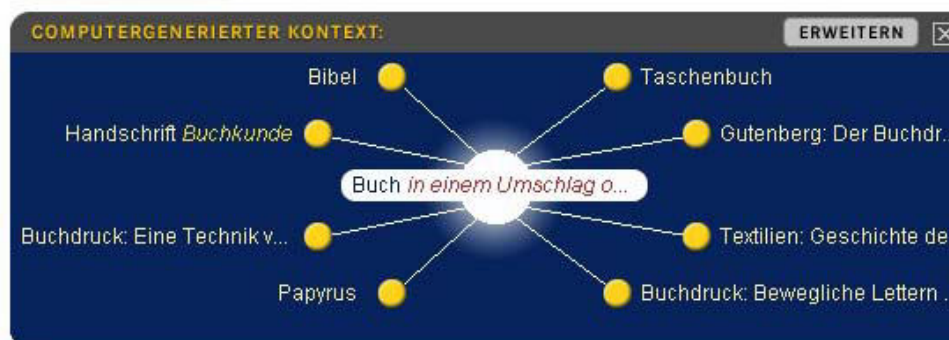 COMPUTERGENERIERTER KONTEXT:
ERWEITERN
Bibel
Taschenbuch
Handschrift Buchkunde
Gutenberg: Der Buchdr...
Buch in einem Umschlag o...
Buchdruck: Eine Technik v...
Textilien: Geschichte de
Papyrus
Buchdruck: Bewegliche Lettern ..